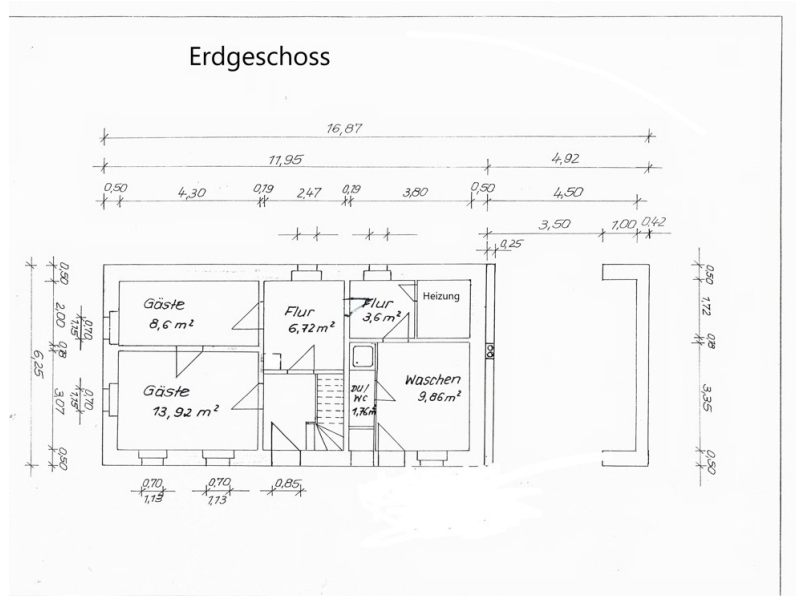 Erdgeschoss
16,87
11,95 4,92
0,50 4,30 0,19 2,47 0,19 3,80 0,50 4,50
3,50 1,00 0,42
0,25
0,50 2,00 0,18 3,07 0,50
6,25
0,70
1,15
0,70
1,15
Gäste
8,6 m²
Flur
6,72 m²
Flur
3,6 m²
Heizung
Gäste
13,92 m²
DU/
WC
1,76 m²
Waschen
9,86 m²
0,50 1,72 0,18 3,35 0,50
0,70 0,70 0,85
1,13 1,13